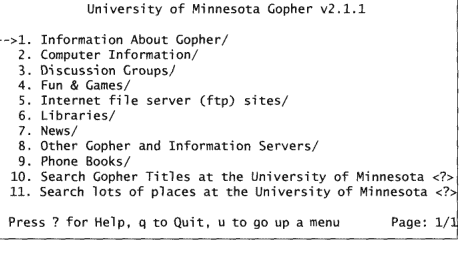 University of Minnesota Gopher v2.1.1
-->1. Information About Gopher/
2. Computer Information/
3. Discussion Groups/
4. Fun & Games/
5. Internet file server (ftp) sites/
6. Libraries/
7. News/
8. Other Gopher and Information Servers/
9. Phone Books/
10. Search Gopher Titles at the University of Minnesota <?>
11. Search lots of places at the University of Minnesota <?>
Press ? for Help, q to Quit, u to go up a menu Page: 1/1